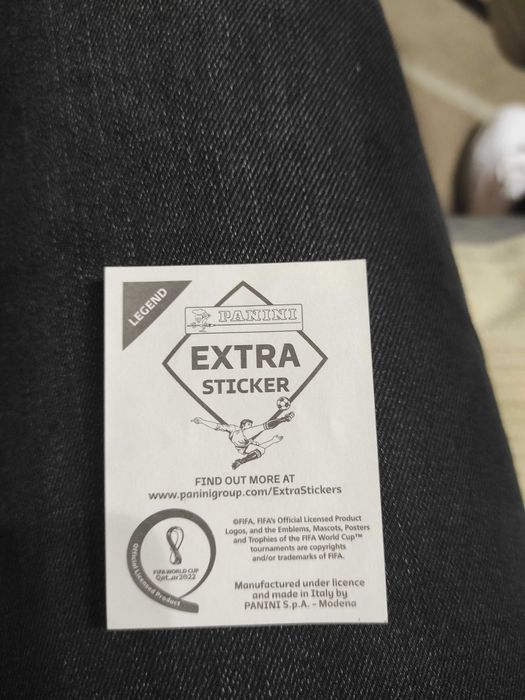 LEGEND
PANINI
EXTRA
STICKER
FIND OUT MORE AT
www.paninigroup.com/ExtraStickers
©FIFA, FIFA's Official Licensed Product
Logos, and the Emblems, Mascots, Posters
and Trophies of the FIFA World Cup™
tournaments are copyrights
and/or trademarks of FIFA.
FIFA WORLD CUP
Qatar2022
Official Licensed Product
Manufactured under licence
and made in Italy by
PANINI S.p.A. - Modena